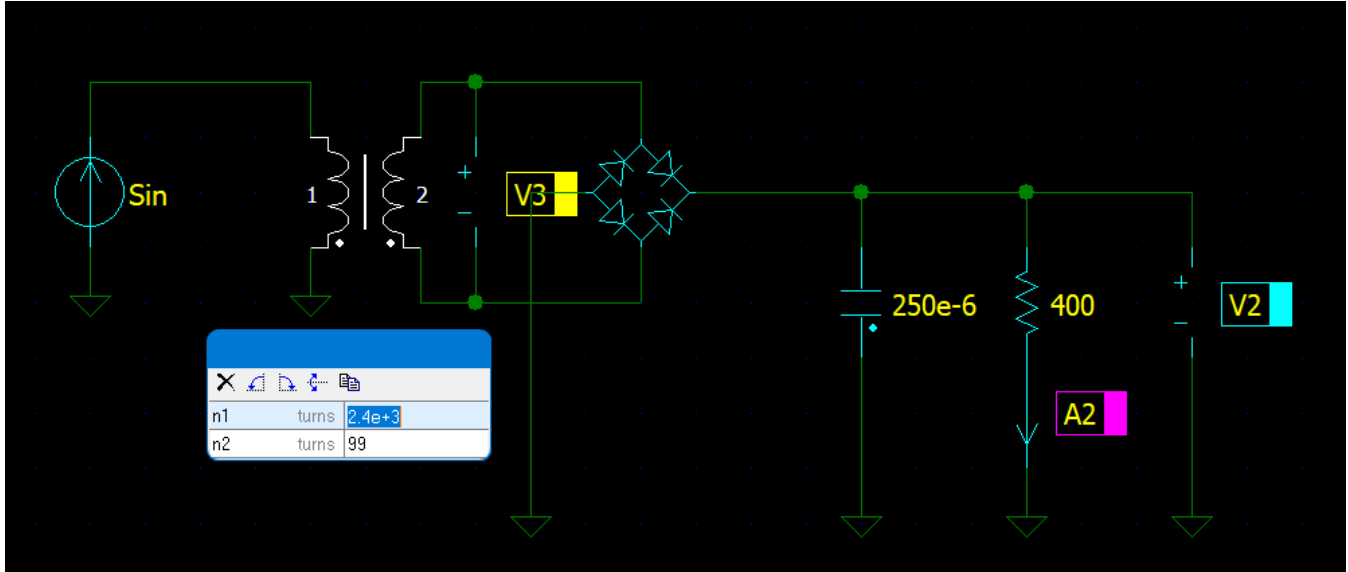 Sin
1
2
+
−
V3
250e-6
400
+
−
V2
A2
n1 turns 2.4e+3
n2 turns 99